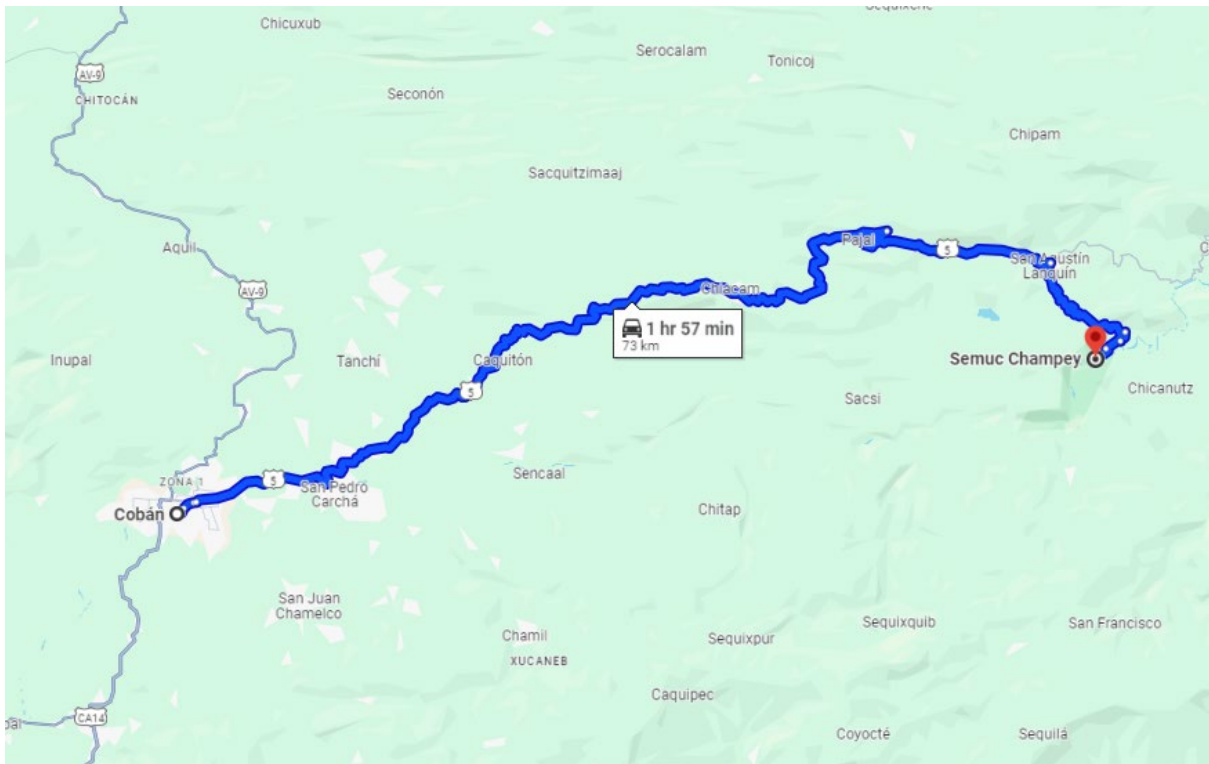 Chicuxub
Serocalam
Tonicoj
AV-9
CHITOCÁN
Seconón
Chipam
Sacquitzimaaj
Aquil
Pajal
5
San Agustín
Lanquín
AV-9
Chiacam
1 hr 57 min
73 km
Inupal
Tanchí
Caquitón
Semuc Champey
Chicanutz
5
Sacsi
Sencaal
ZONA 1
5
San Pedro
Carchá
Cobán
Chitap
San Juan
Chamelco
Chamil
XUCANEB
Sequixpur
Sequixquib
San Francisco
Caquipec
CA14
Coyocté
Sequilá